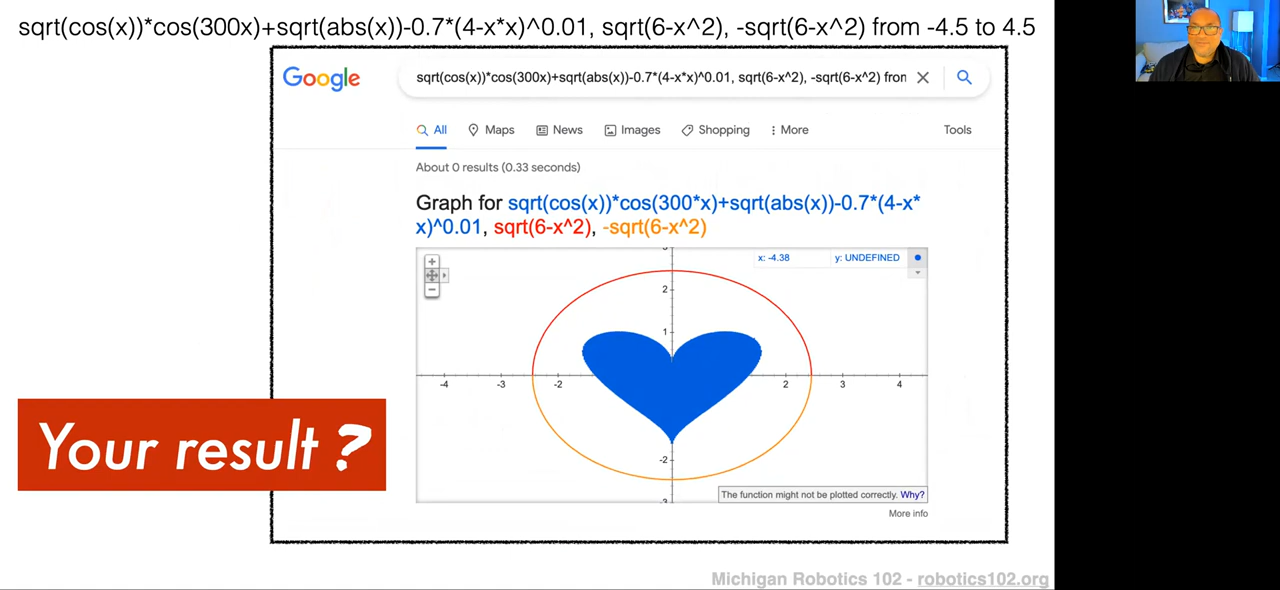 sqrt(cos(x))*cos(300x)+sqrt(abs(x))-0.7*(4-x*x)^0.01, sqrt(6-x^2), -sqrt(6-x^2) from -4.5 to 4.5
Google
sqrt(cos(x))*cos(300x)+sqrt(abs(x))-0.7*(4-x*x)^0.01, sqrt(6-x^2), -sqrt(6-x^2) from
All Maps News Images Shopping More Tools
About 0 results (0.33 seconds)
Graph for sqrt(cos(x))*cos(300*x)+sqrt(abs(x))-0.7*(4-x*
x)^0.01, sqrt(6-x^2), -sqrt(6-x^2)
x: -4.38 y: UNDEFINED
2
1
-4 -3 -2 2 3 4
-2
The function might not be plotted correctly. Why?
More info
Your result ?
Michigan Robotics 102 - robotics102.org